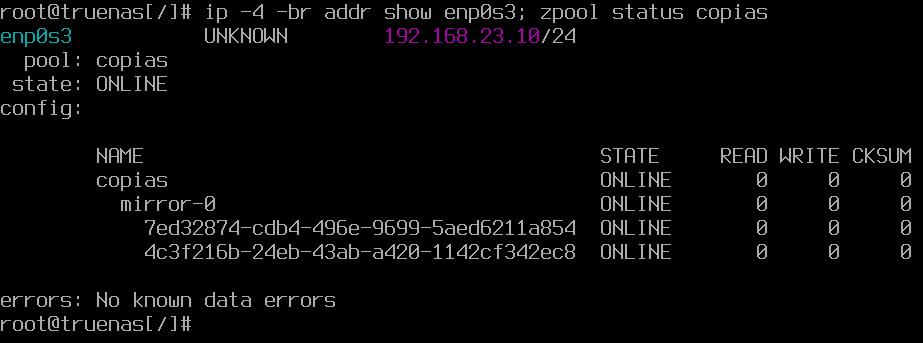 root@truenas[/]# ip -4 -br addr show enp0s3; zpool status copias
enp0s3           UNKNOWN        192.168.23.10/24
  pool: copias
 state: ONLINE
config:

        NAME                                      STATE     READ WRITE CKSUM
        copias                                    ONLINE       0     0     0
          mirror-0                                ONLINE       0     0     0
            7ed32874-cdb4-496e-9699-5aed6211a854  ONLINE       0     0     0
            4c3f216b-24eb-43ab-a420-1142cf342ec8  ONLINE       0     0     0

errors: No known data errors
root@truenas[/]#